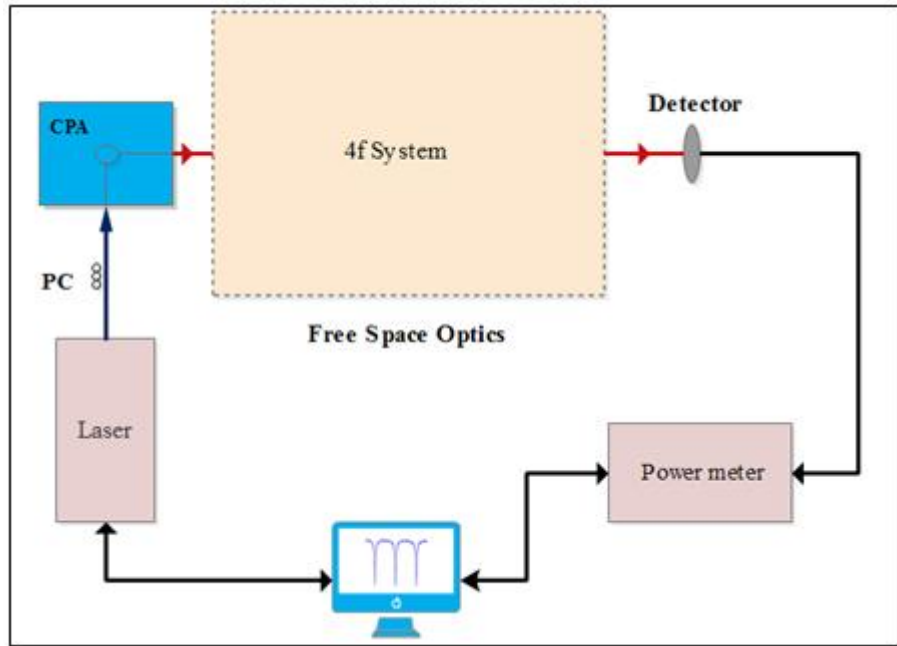 CPA
4f System
Detector
PC
Free Space Optics
Laser
Power meter